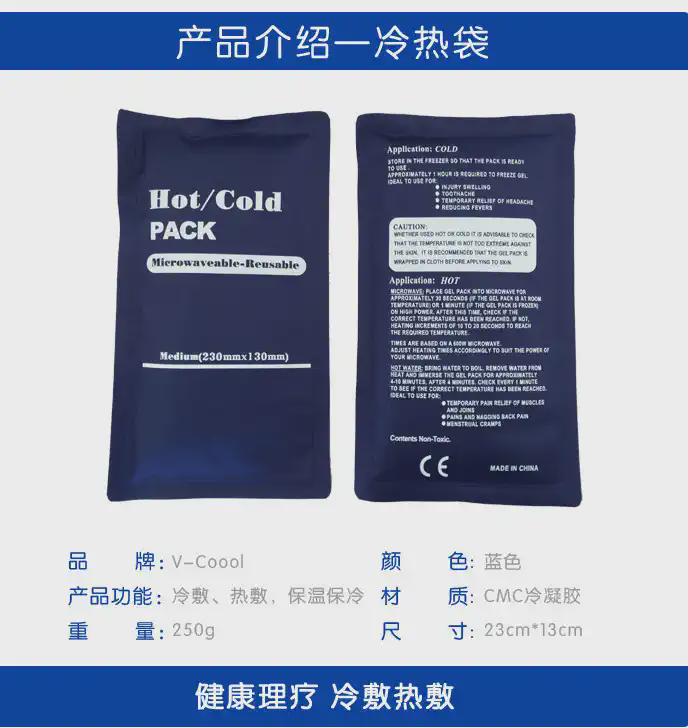 产品介绍—冷热袋
Hot/Cold
PACK
Microwaveable-Reusable
Medium(230mmx130mm)
Application: COLD
STORE IN THE FREEZER SO THAT THE PACK IS READY
TO USE .
APPROXIMATELY 1 HOUR IS REQUIRED TO FREEZE GEL.
IDEAL TO USE FOR:
● INJURY SWELLING
● TOOTHACHE
● TEMPORARY RELIEF OF HEADACHE
● REDUCING FEVERS
CAUTION:
WHETHER USED HOT OR COLD IT IS ADVISABLE TO CHECK
THAT THE TEMPERATURE IS NOT TOO EXTREME AGAINST
THE SKIN. IT IS RECOMMENDED THAT THE GEL PACK IS
WRAPPED IN CLOTH BEFORE APPLYING TO SKIN.
Application: HOT
MICROWAVE: PLACE GEL PACK INTO MICROWAVE FOR
APPROXIMATELY 30 SECONDS (IF THE GEL PACK IS AT ROOM
TEMPERATURE) OR 1 MINUTE (IF THE GEL PACK IS FROZEN)
ON HIGH POWER. AFTER THIS TIME, CHECK IF THE
CORRECT TEMPERATURE HAS BEEN REACHED. IF NOT,
HEATING INCREMENTS OF 10 TO 20 SECONDS TO REACH
THE REQUIRED TEMPERATURE.
TIMES ARE BASED ON A 600W MICROWAVE.
ADJUST HEATING TIMES ACCORDINGLY TO SUIT THE POWER OF
YOUR MICROWAVE.
HOT WATER: BRING WATER TO BOIL. REMOVE WATER FROM
HEAT AND IMMERSE THE GEL PACK FOR APPROXIMATELY
4-10 MINUTES. AFTER 4 MINUTES. CHECK EVERY 1 MINUTE
TO SEE IF THE CORRECT TEMPERATURE HAS BEEN REACHED.
IDEAL TO USE FOR:
● TEMPORARY PAIN RELIEF OF MUSCLES
AND JOINS
● PAINS AND NAGGING BACK PAIN
● MENSTRUAL CRAMPS
Contents Non-Toxic.
CE MADE IN CHINA
品 牌: V-Coool 颜 色: 蓝色
产品功能: 冷敷、热敷，保温保冷 材 质: CMC冷凝胶
重 量: 250g 尺 寸: 23cm*13cm
健康理疗 冷敷热敷